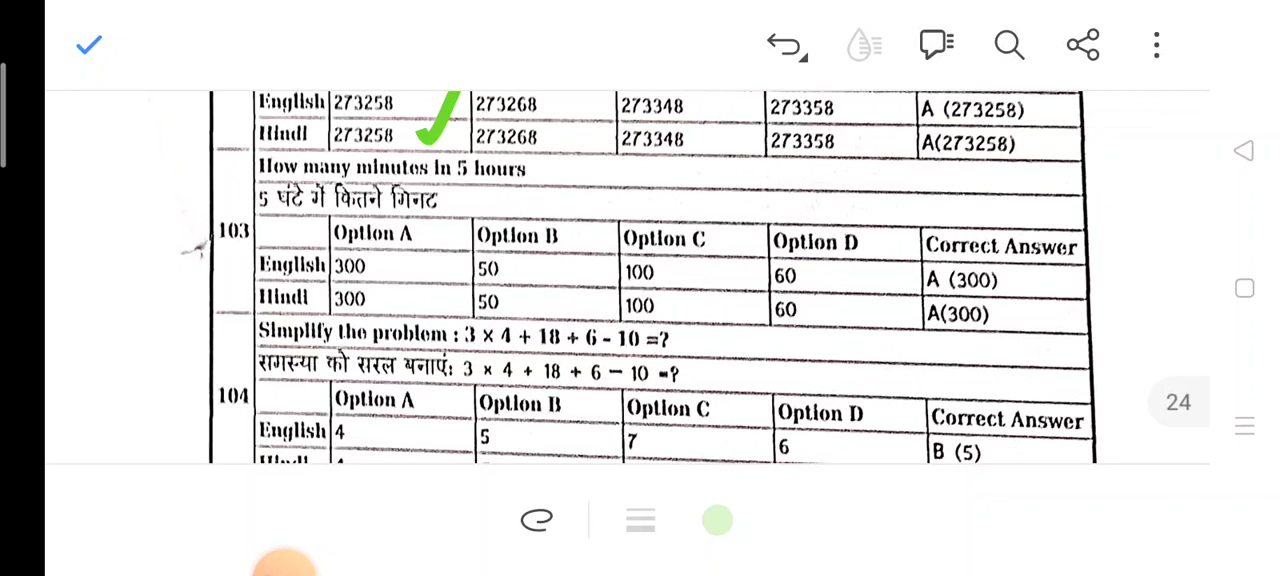 English 273258 273268 273348 273358 A (273258)
Hindi 273258 273268 273348 273358 A(273258)
How many minutes in 5 hours
5 घंटे में कितने मिनट
103
Option A Option B Option C Option D Correct Answer
English 300 50 100 60 A (300)
Hindi 300 50 100 60 A(300)
Simplify the problem : 3 × 4 + 18 + 6 - 10 =?
समस्या को सरल बनाएं: 3 × 4 + 18 + 6 – 10 =?
104
Option A Option B Option C Option D Correct Answer
English 4 5 7 6 B (5)
24